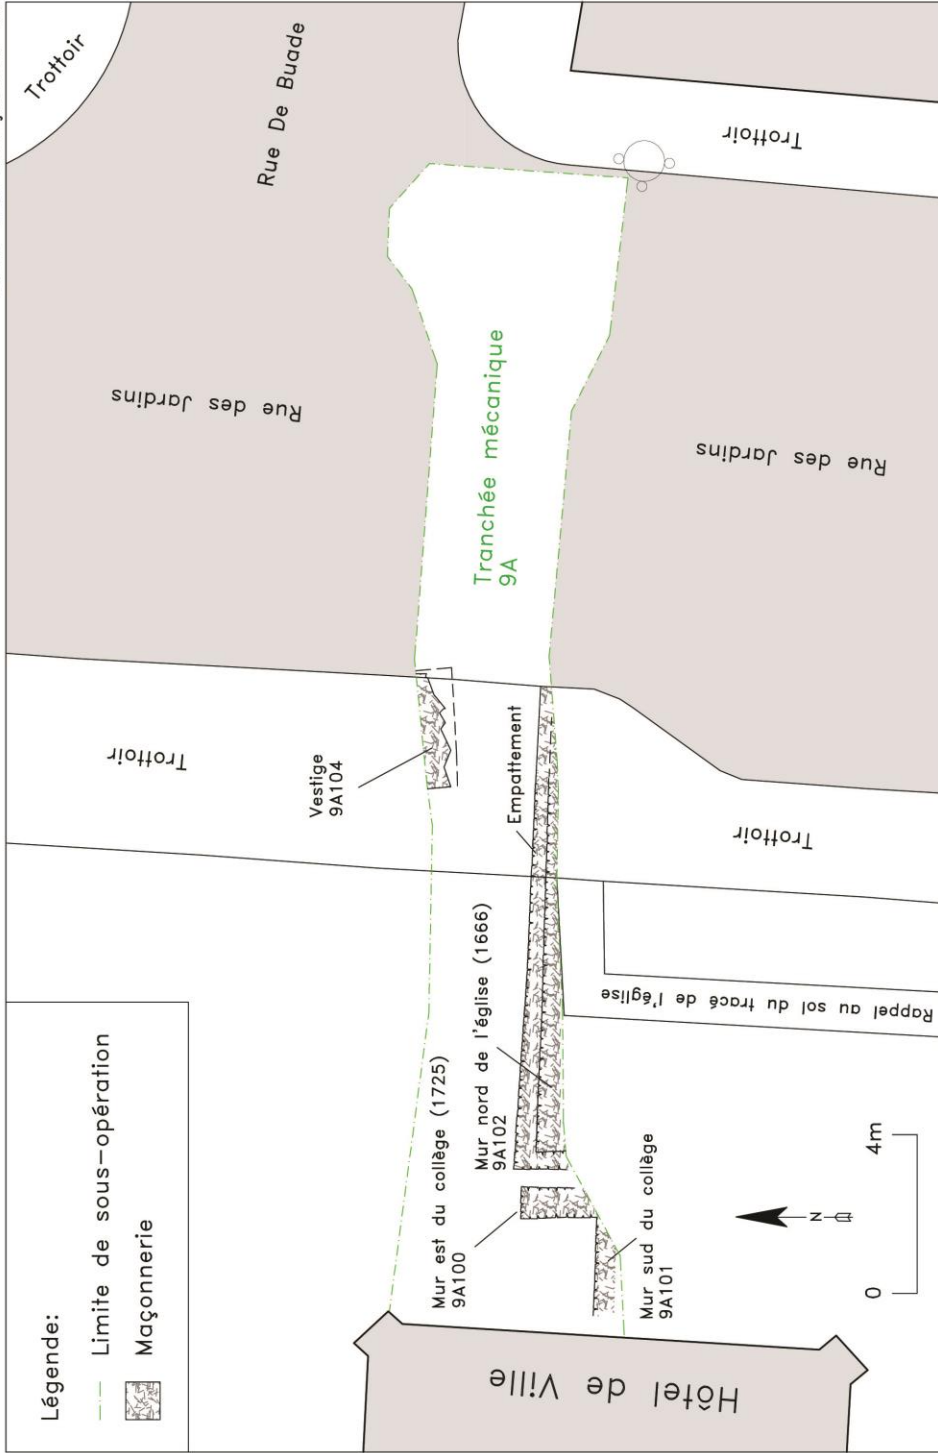 Légende:
Limite de sous-opération
Maçonnerie
Trottoir
Rue De Buade
Rue des Jardins
Trottoir
Trottoir
Vestige
9A104
Tranchée mécanique
9A
Empattement
Mur est du collège (1725)
9A100
Mur nord de l'église (1666)
9A102
Mur sud du collège
9A101
Rue des Jardins
Trottoir
Rappel au sol du tracé de l'église
Hôtel de Ville
N
0
4m